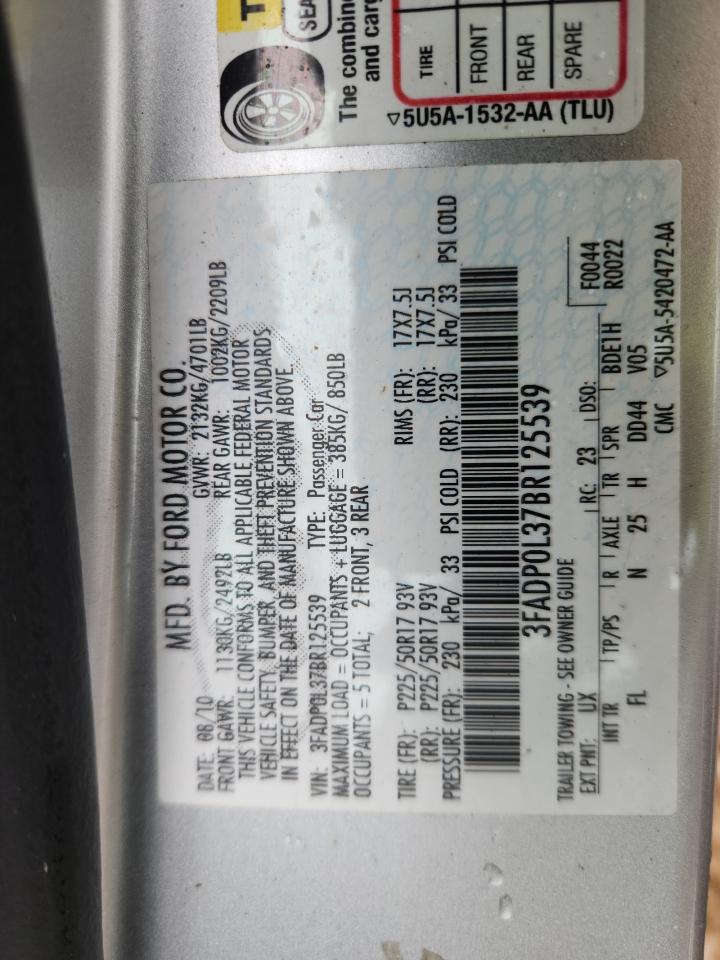 T
SEA
The combine
and carg
TIRE
FRONT
REAR
SPARE
▽5U5A-1532-AA (TLU)
MFD. BY FORD MOTOR CO.
DATE: 08/10 GVWR: 2132KG/4701LB
FRONT GAWR: 1130KG/2492LB REAR GAWR: 1002KG/2209LB
THIS VEHICLE CONFORMS TO ALL APPLICABLE FEDERAL MOTOR
VEHICLE SAFETY, BUMPER, AND THEFT PREVENTION STANDARDS
IN EFFECT ON THE DATE OF MANUFACTURE SHOWN ABOVE.
VIN: 3FADP0L37BR125539 TYPE: Passenger Car
MAXIMUM LOAD = OCCUPANTS + LUGGAGE = 385KG/ 850LB
OCCUPANTS = 5 TOTAL; 2 FRONT, 3 REAR
TIRE (FR): P225/50R17 93V RIMS (FR): 17X7.5J
(RR): P225/50R17 93V (RR): 17X7.5J
PRESSURE (FR): 230 kPa/ 33 PSI COLD (RR): 230 kPa/ 33 PSI COLD
3FADP0L37BR125539
TRAILER TOWING - SEE OWNER GUIDE F0044
EXT PNT: UX RC: 23 DSO: R0022
INT TR TP/PS R AXLE TR SPR BDE1H
FL N 25 H DD44 V05
CMC ▽5U5A-5420472-AA